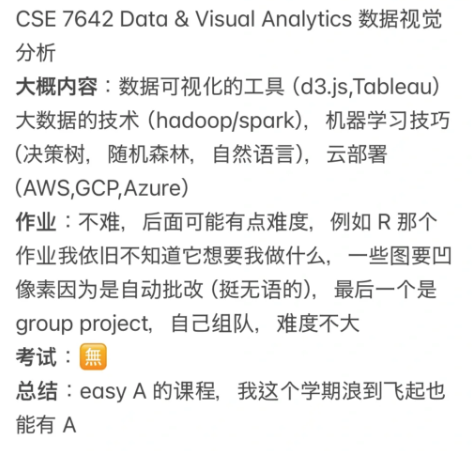 CSE 7642 Data & Visual Analytics 数据视觉
分析
大概内容：数据可视化的工具（d3.js,Tableau）
大数据的技术（hadoop/spark)， 机器学习技巧
(决策树， 随机森林， 自然语言)， 云部署
（AWS,GCP,Azure）
作业：不难， 后面可能有点难度， 例如 R 那个
作业我依旧不知道它想要我做什么， 一些图要凹
像素因为是自动批改 (挺无语的)， 最后一个是
group project， 自己组队， 难度不大
考试：🈚
总结：easy A 的课程， 我这个学期浪到飞起也
能有 A